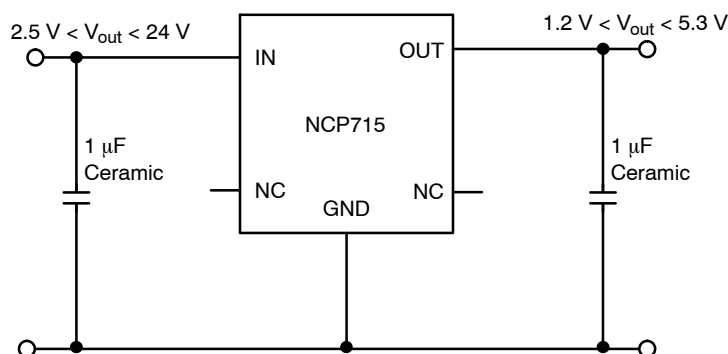 2.5 V < Vout < 24 V
1.2 V < Vout < 5.3 V
IN
OUT
NCP715
1 μF
Ceramic
1 μF
Ceramic
NC
NC
GND